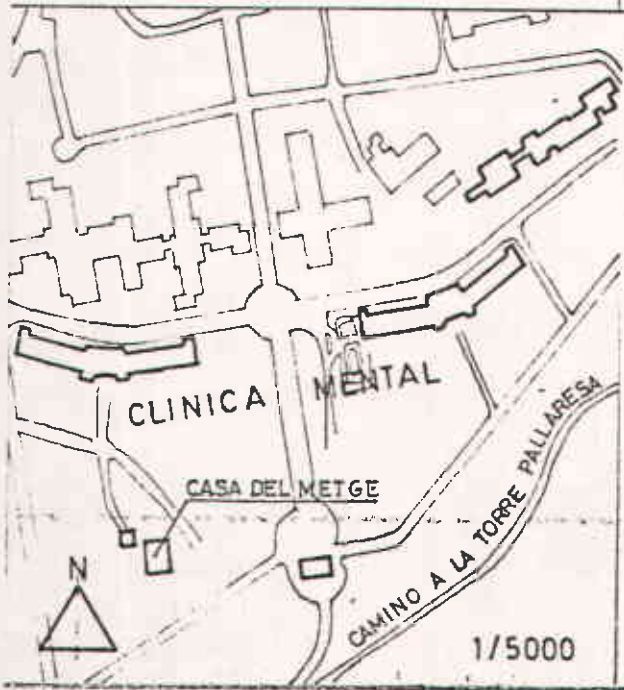 CLINICA MENTAL
CASA DEL METGE
CAMINO A LA TORRE PALLARESA
N
1/5000